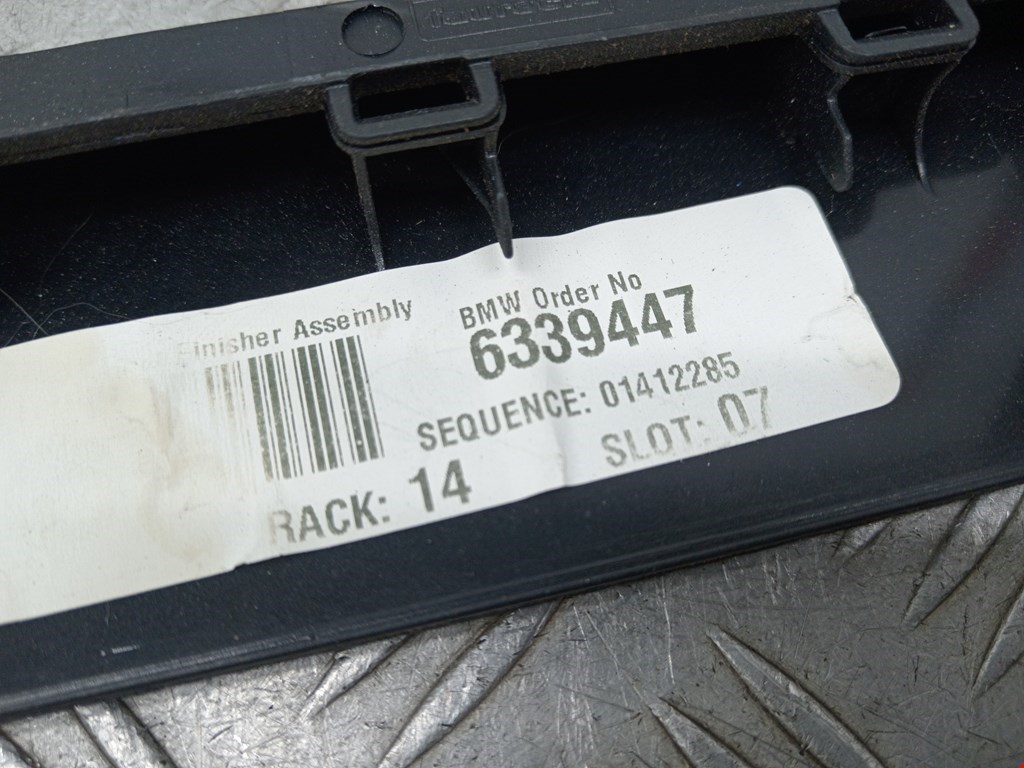 Finisher Assembly
BMW Order No
6339447
SEQUENCE: 01412285
RACK: 14
SLOT: 07